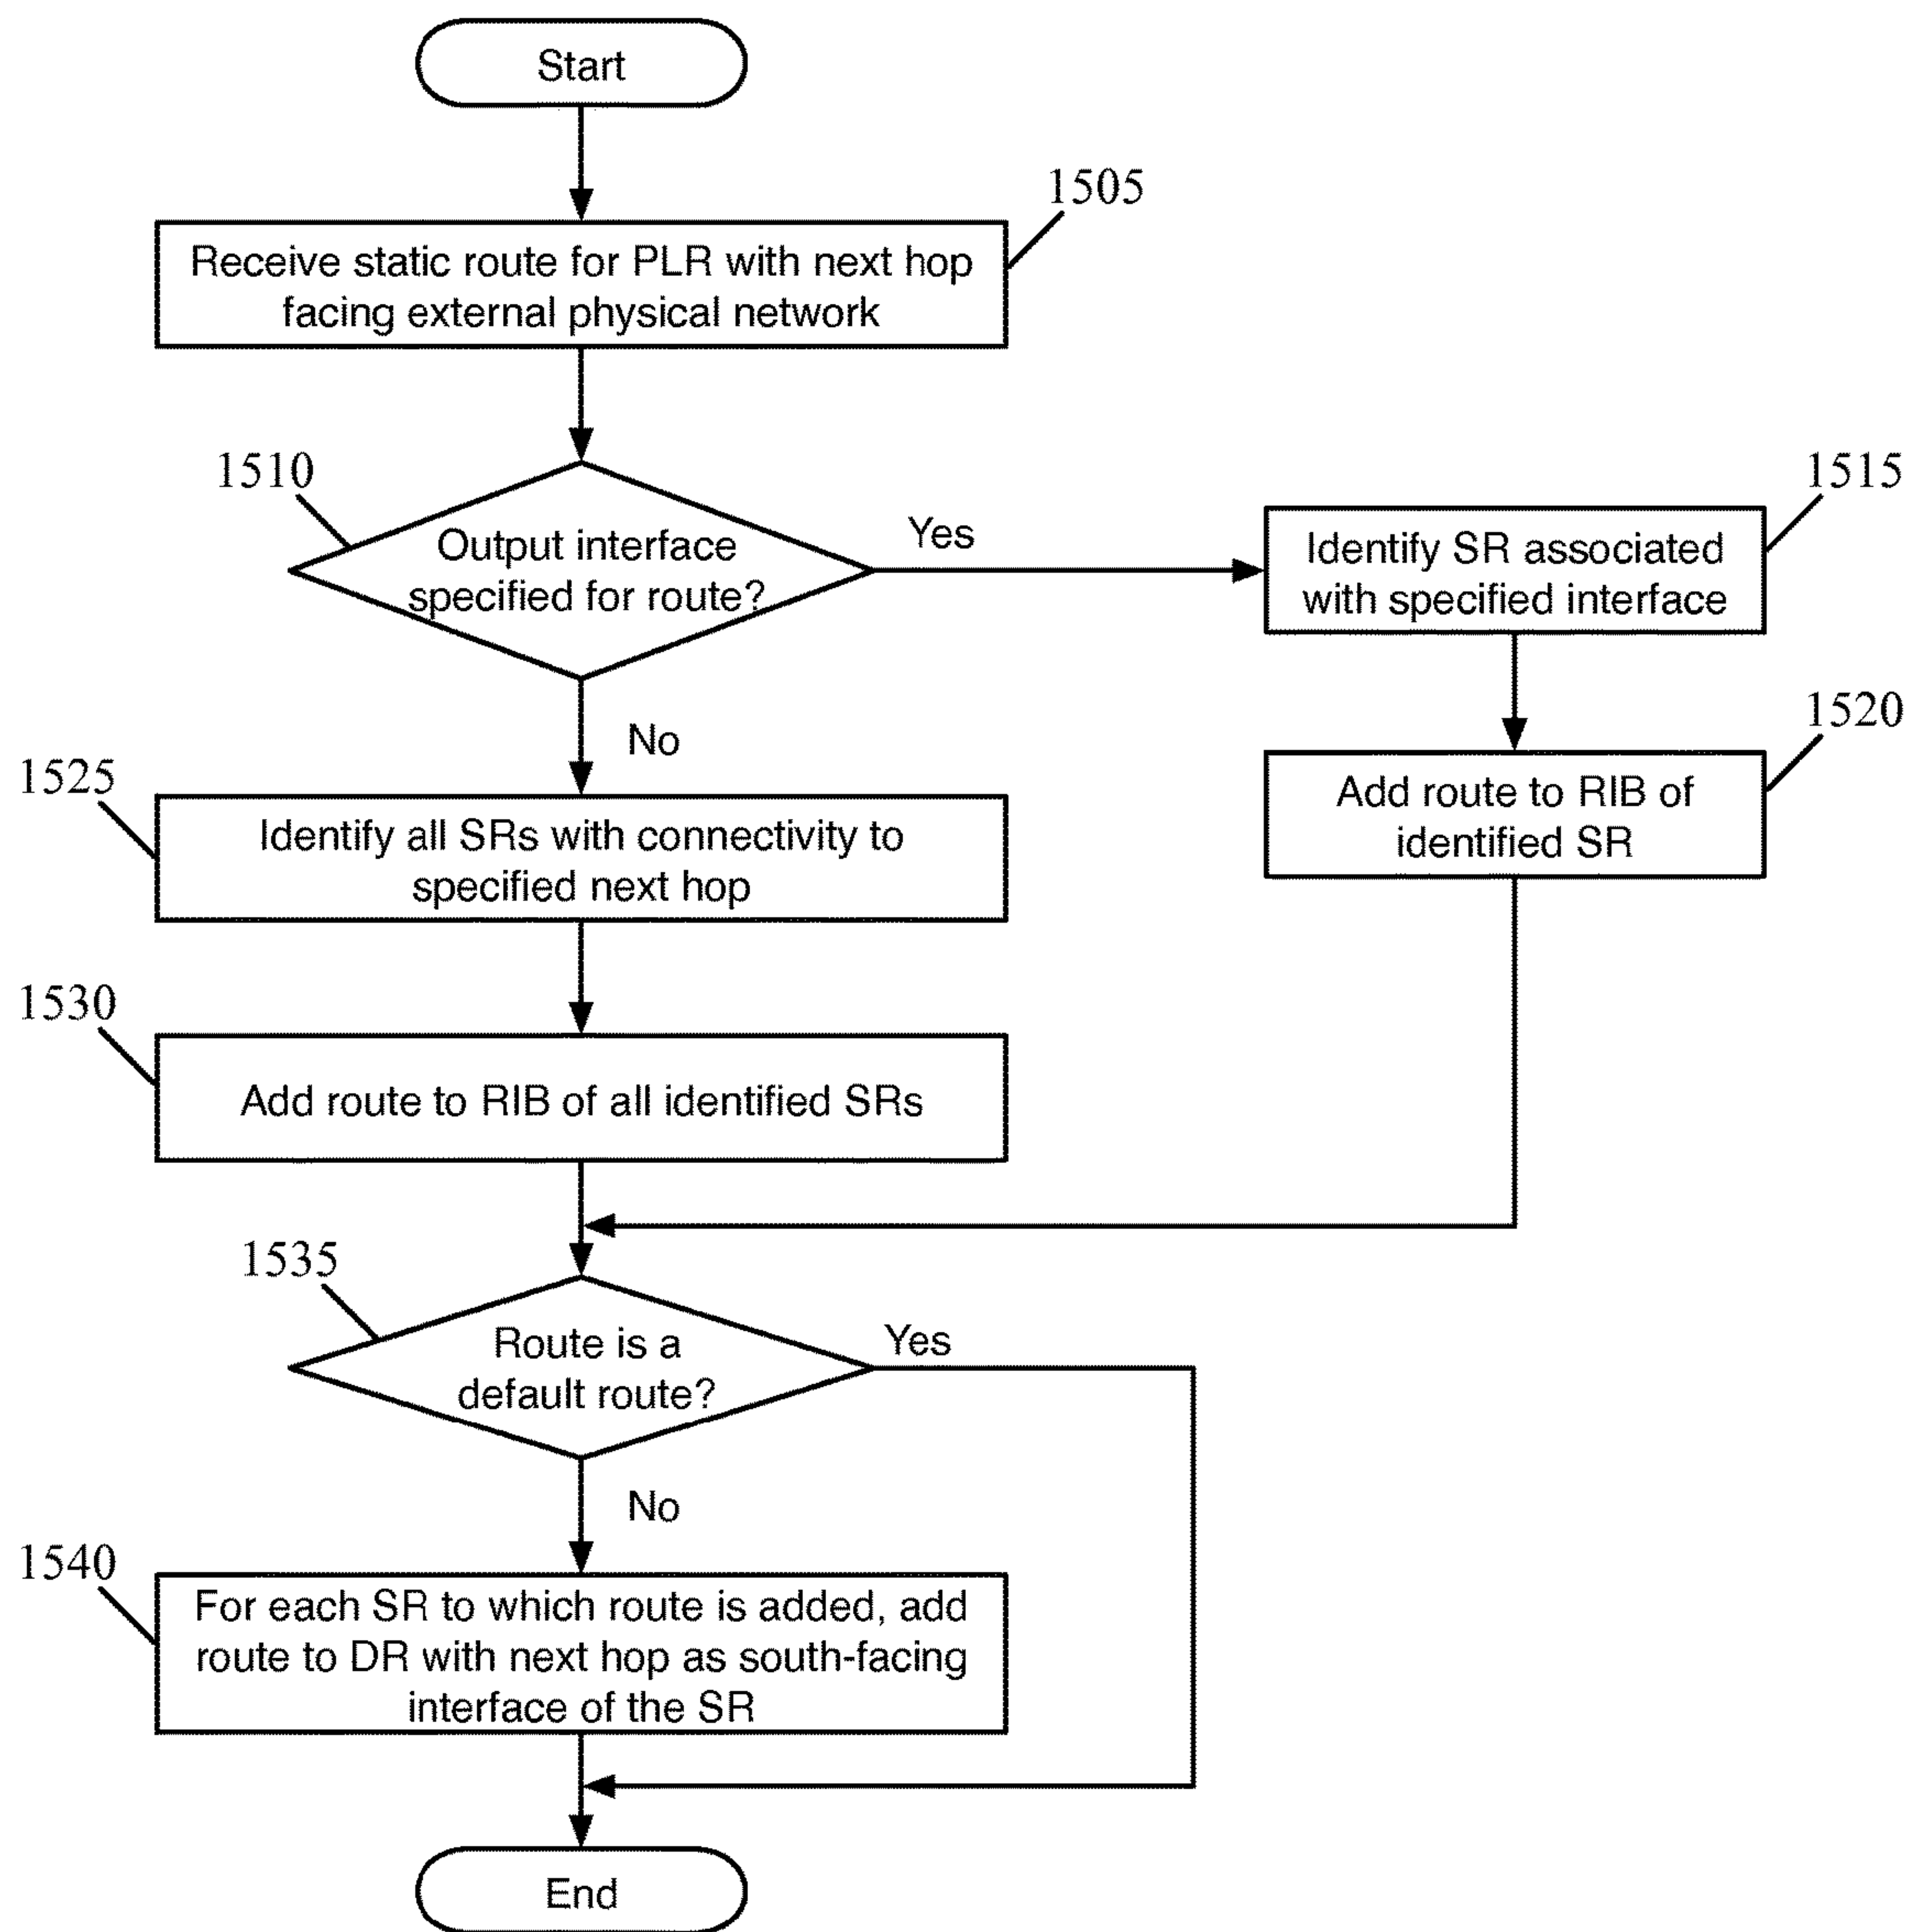 Start
1505
Receive static route for PLR with next hop
facing external physical network
1510
Output interface
specified for route?
Yes
1515
Identify SR associated
with specified interface
No
1520
Add route to RIB of
identified SR
1525
Identify all SRs with connectivity to
specified next hop
1530
Add route to RIB of all identified SRs
1535
Route is a
default route?
Yes
No
1540
For each SR to which route is added, add
route to DR with next hop as south-facing
interface of the SR
End